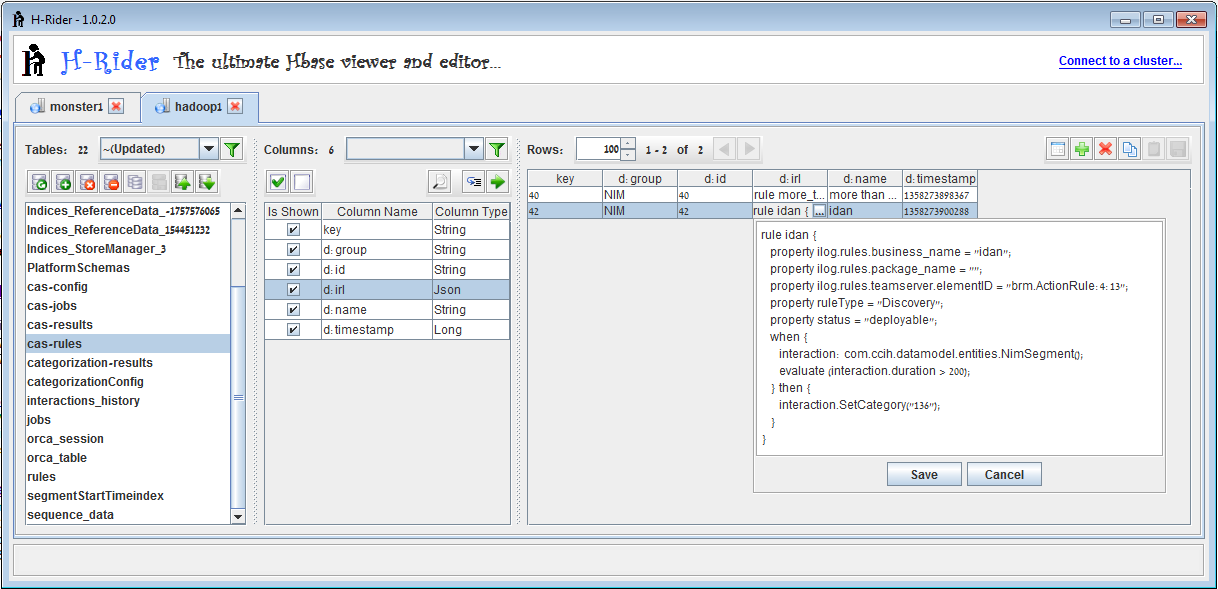 H-Rider - 1.0.2.0
H-Rider The ultimate Hbase viewer and editor...
Connect to a cluster...
monster1
hadoop1
Tables: 22 ~(Updated)
Columns: 6
Rows: 100 1 - 2 of 2
Indices_ReferenceData_-1757576065
Indices_ReferenceData_154451232
Indices_StoreManager_3
PlatformSchemas
cas-config
cas-jobs
cas-results
cas-rules
categorization-results
categorizationConfig
interactions_history
jobs
orca_session
orca_table
rules
segmentStartTimeindex
sequence_data
Is Shown Column Name Column Type
key String
d:group String
d:id String
d:irl Json
d:name String
d:timestamp Long
key d:group d:id d:irl d:name d:timestamp
40 NIM 40 rule more_t... more than ... 1358273898367
42 NIM 42 rule idan { ... idan 1358273900288
rule idan {
property ilog.rules.business_name = "idan";
property ilog.rules.package_name = "";
property ilog.rules.teamserver.elementID = "brm.ActionRule:4:13";
property ruleType = "Discovery";
property status = "deployable";
when {
interaction: com.ccih.datamodel.entities.NimSegment();
evaluate (interaction.duration > 200);
} then {
interaction.SetCategory("136");
}
}
Save Cancel